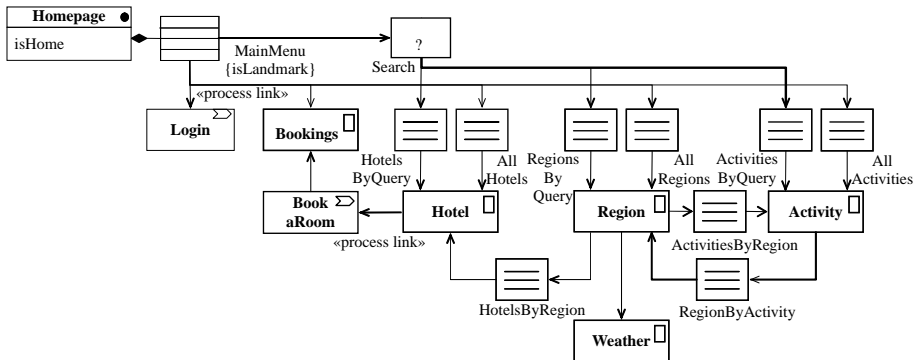 Homepage
isHome
MainMenu
{isLandmark}
?
Search
«process link»
Login
Bookings
Hotels
ByQuery
All
Hotels
Regions
By
Query
All
Regions
Activities
ByQuery
All
Activities
Book
aRoom
Hotel
Region
Activity
«process link»
ActivitiesByRegion
HotelsByRegion
RegionByActivity
Weather